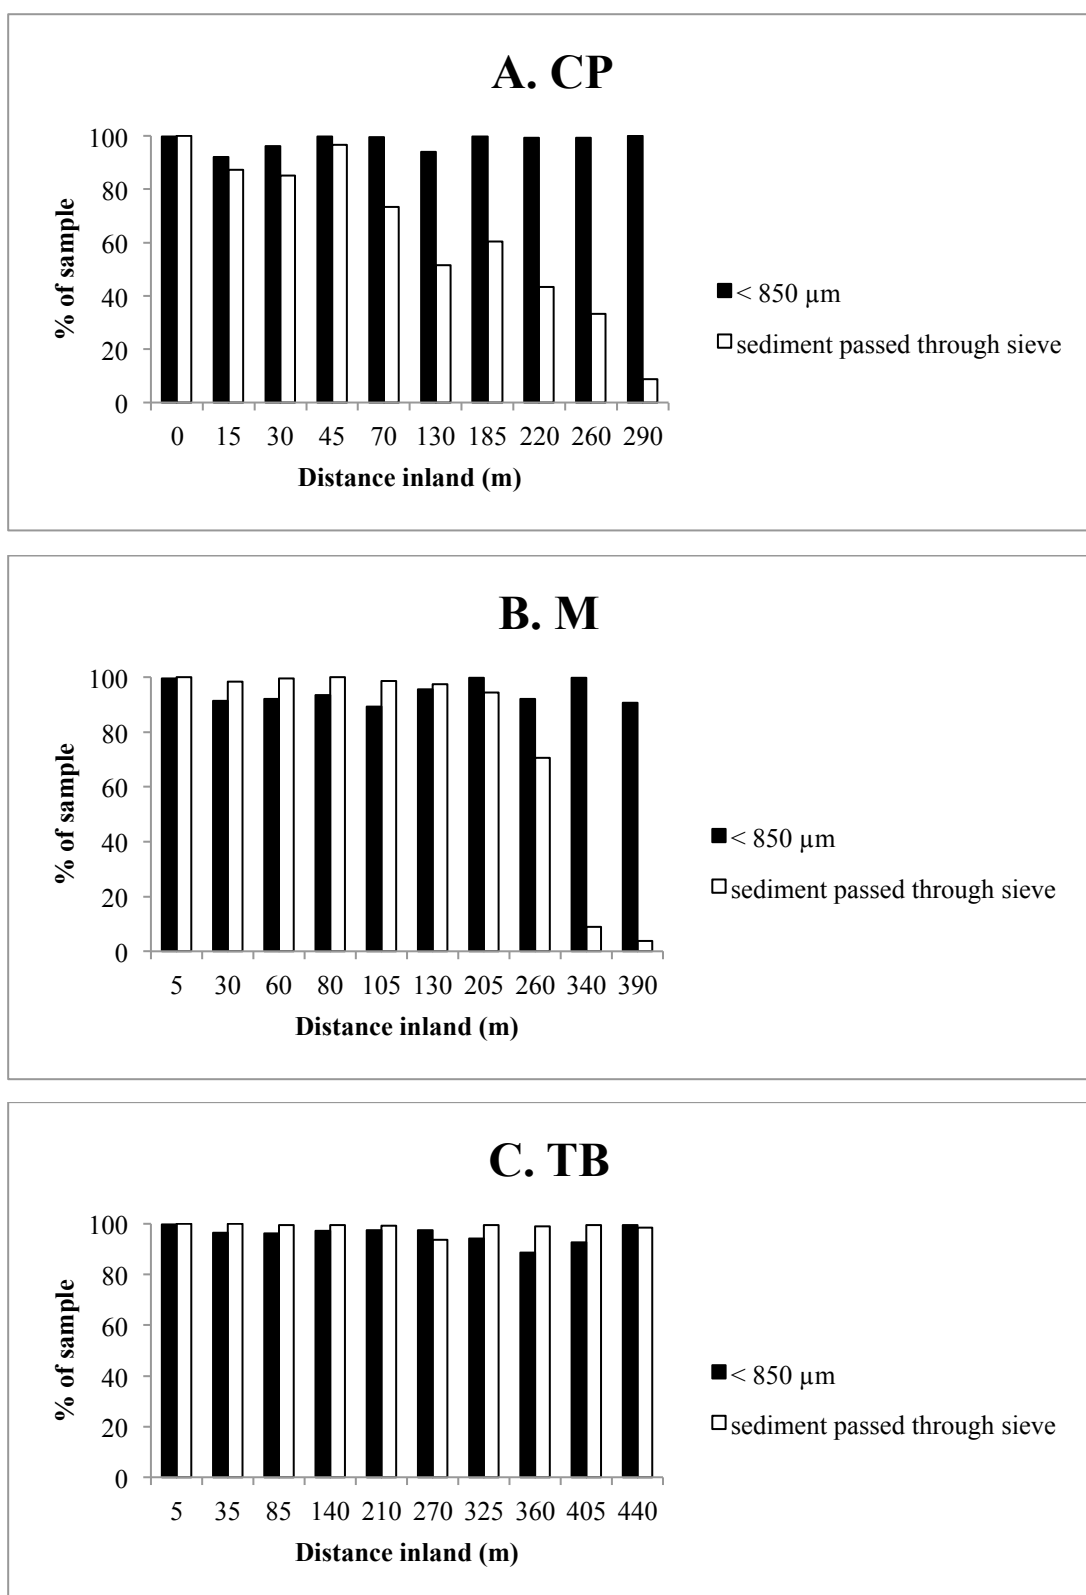 A. CP
% of sample
100
80
60
40
20
0
0 15 30 45 70 130 185 220 260 290
Distance inland (m)
< 850 µm
sediment passed through sieve
B. M
% of sample
100
80
60
40
20
0
5 30 60 80 105 130 205 260 340 390
Distance inland (m)
< 850 µm
sediment passed through sieve
C. TB
% of sample
100
80
60
40
20
0
5 35 85 140 210 270 325 360 405 440
Distance inland (m)
< 850 µm
sediment passed through sieve